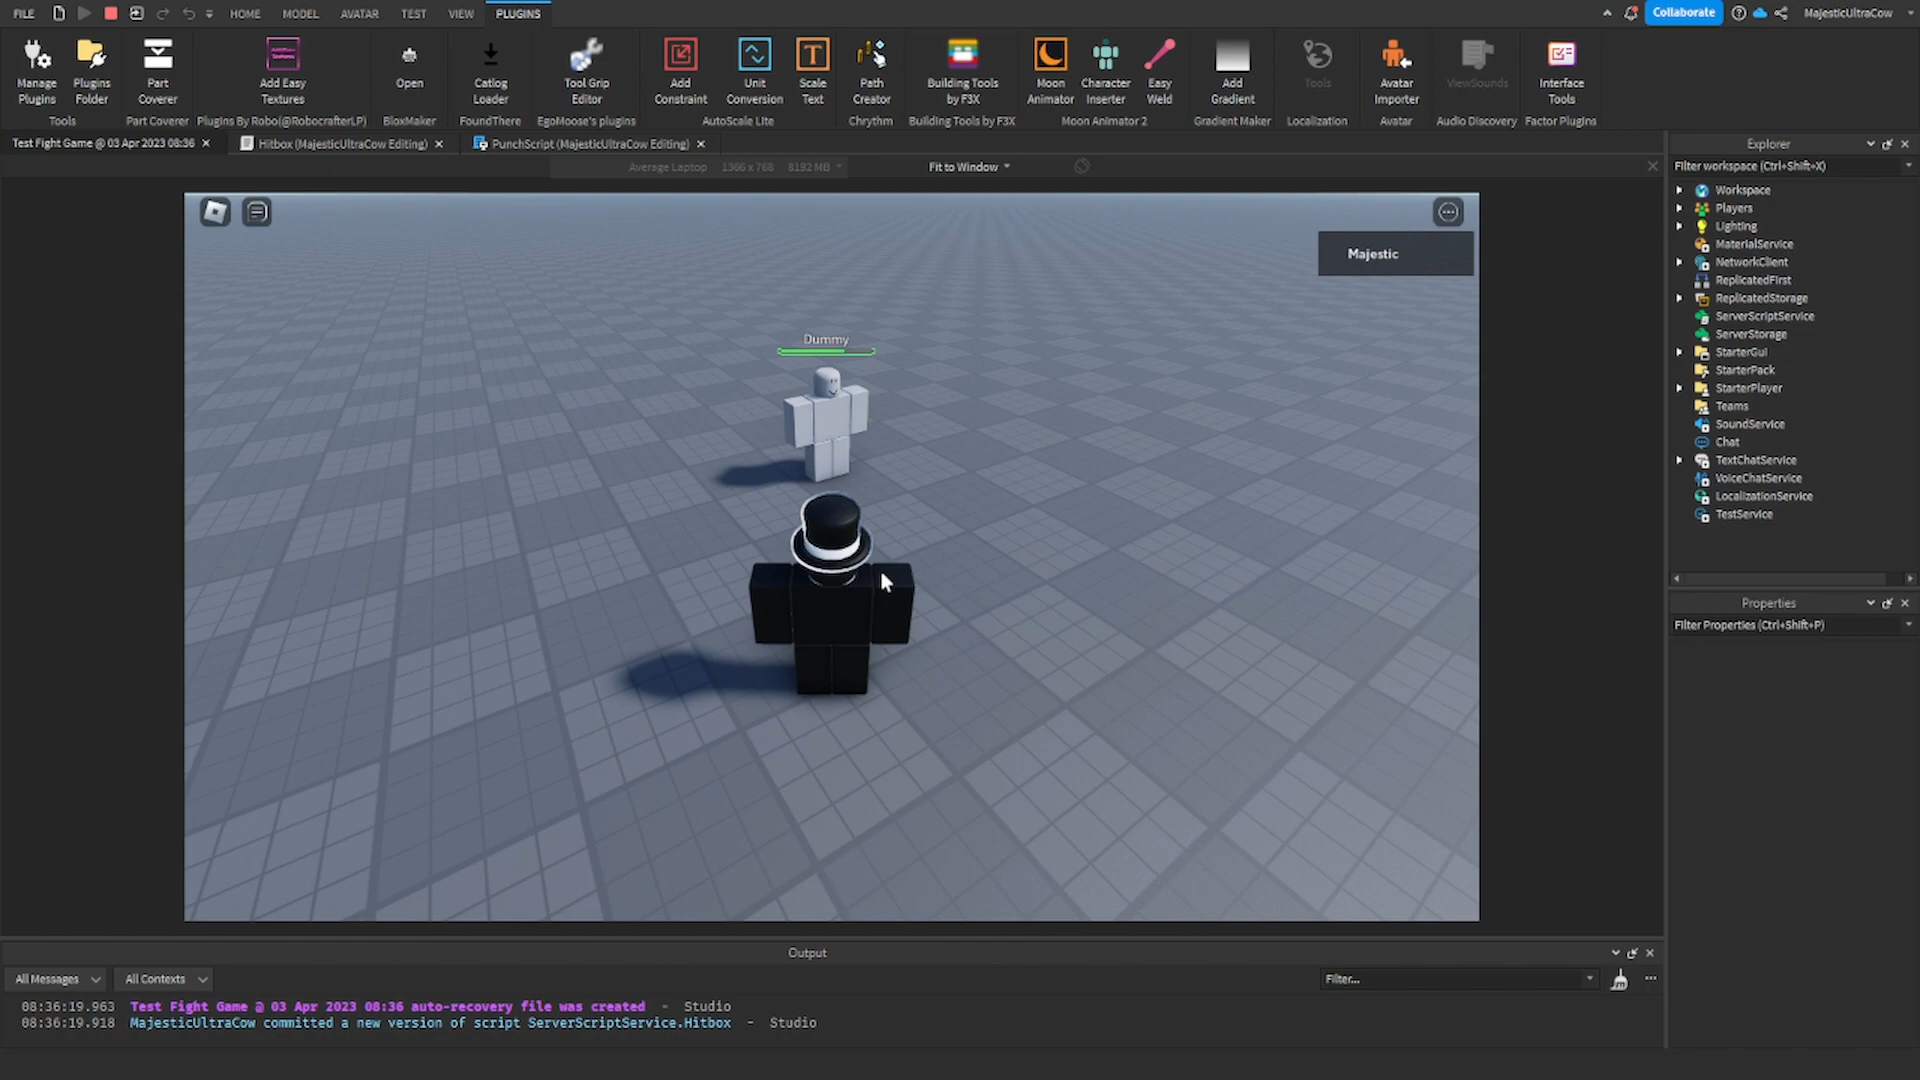 FILE HOME MODEL AVATAR TEST VIEW PLUGINS Collaborate MajesticUltraCow
Manage Plugins
Plugins Folder
Part Coverer
Add Easy Textures
Open
Catlog Loader
Tool Grip Editor
Add Constraint
Unit Conversion
Scale Text
Path Creator
Building Tools by F3X
Moon Animator
Character Inserter
Easy Weld
Add Gradient
Tools
Avatar Importer
ViewSounds
Interface Tools
Tools Part Coverer Plugins By Robo(@RobocrafterLP) BloxMaker FoundThere EgoMoose's plugins AutoScale Lite Chrythm Building Tools by F3X Moon Animator 2 Gradient Maker Localization Avatar Audio Discovery Factor Plugins
Test Fight Game @ 03 Apr 2023 08:36 Hitbox (MajesticUltraCow Editing) PunchScript (MajesticUltraCow Editing)
Average Laptop 1366 x 768 8192 MB Fit to Window
Majestic
Dummy
Explorer
Filter workspace (Ctrl+Shift+X)
Workspace
Players
Lighting
MaterialService
NetworkClient
ReplicatedFirst
ReplicatedStorage
ServerScriptService
ServerStorage
StarterGui
StarterPack
StarterPlayer
Teams
SoundService
Chat
TextChatService
VoiceChatService
LocalizationService
TestService
Properties
Filter Properties (Ctrl+Shift+P)
Output
All Messages All Contexts Filter...
08:36:19.963 Test Fight Game @ 03 Apr 2023 08:36 auto-recovery file was created - Studio
08:36:19.918 MajesticUltraCow committed a new version of script ServerScriptService.Hitbox - Studio